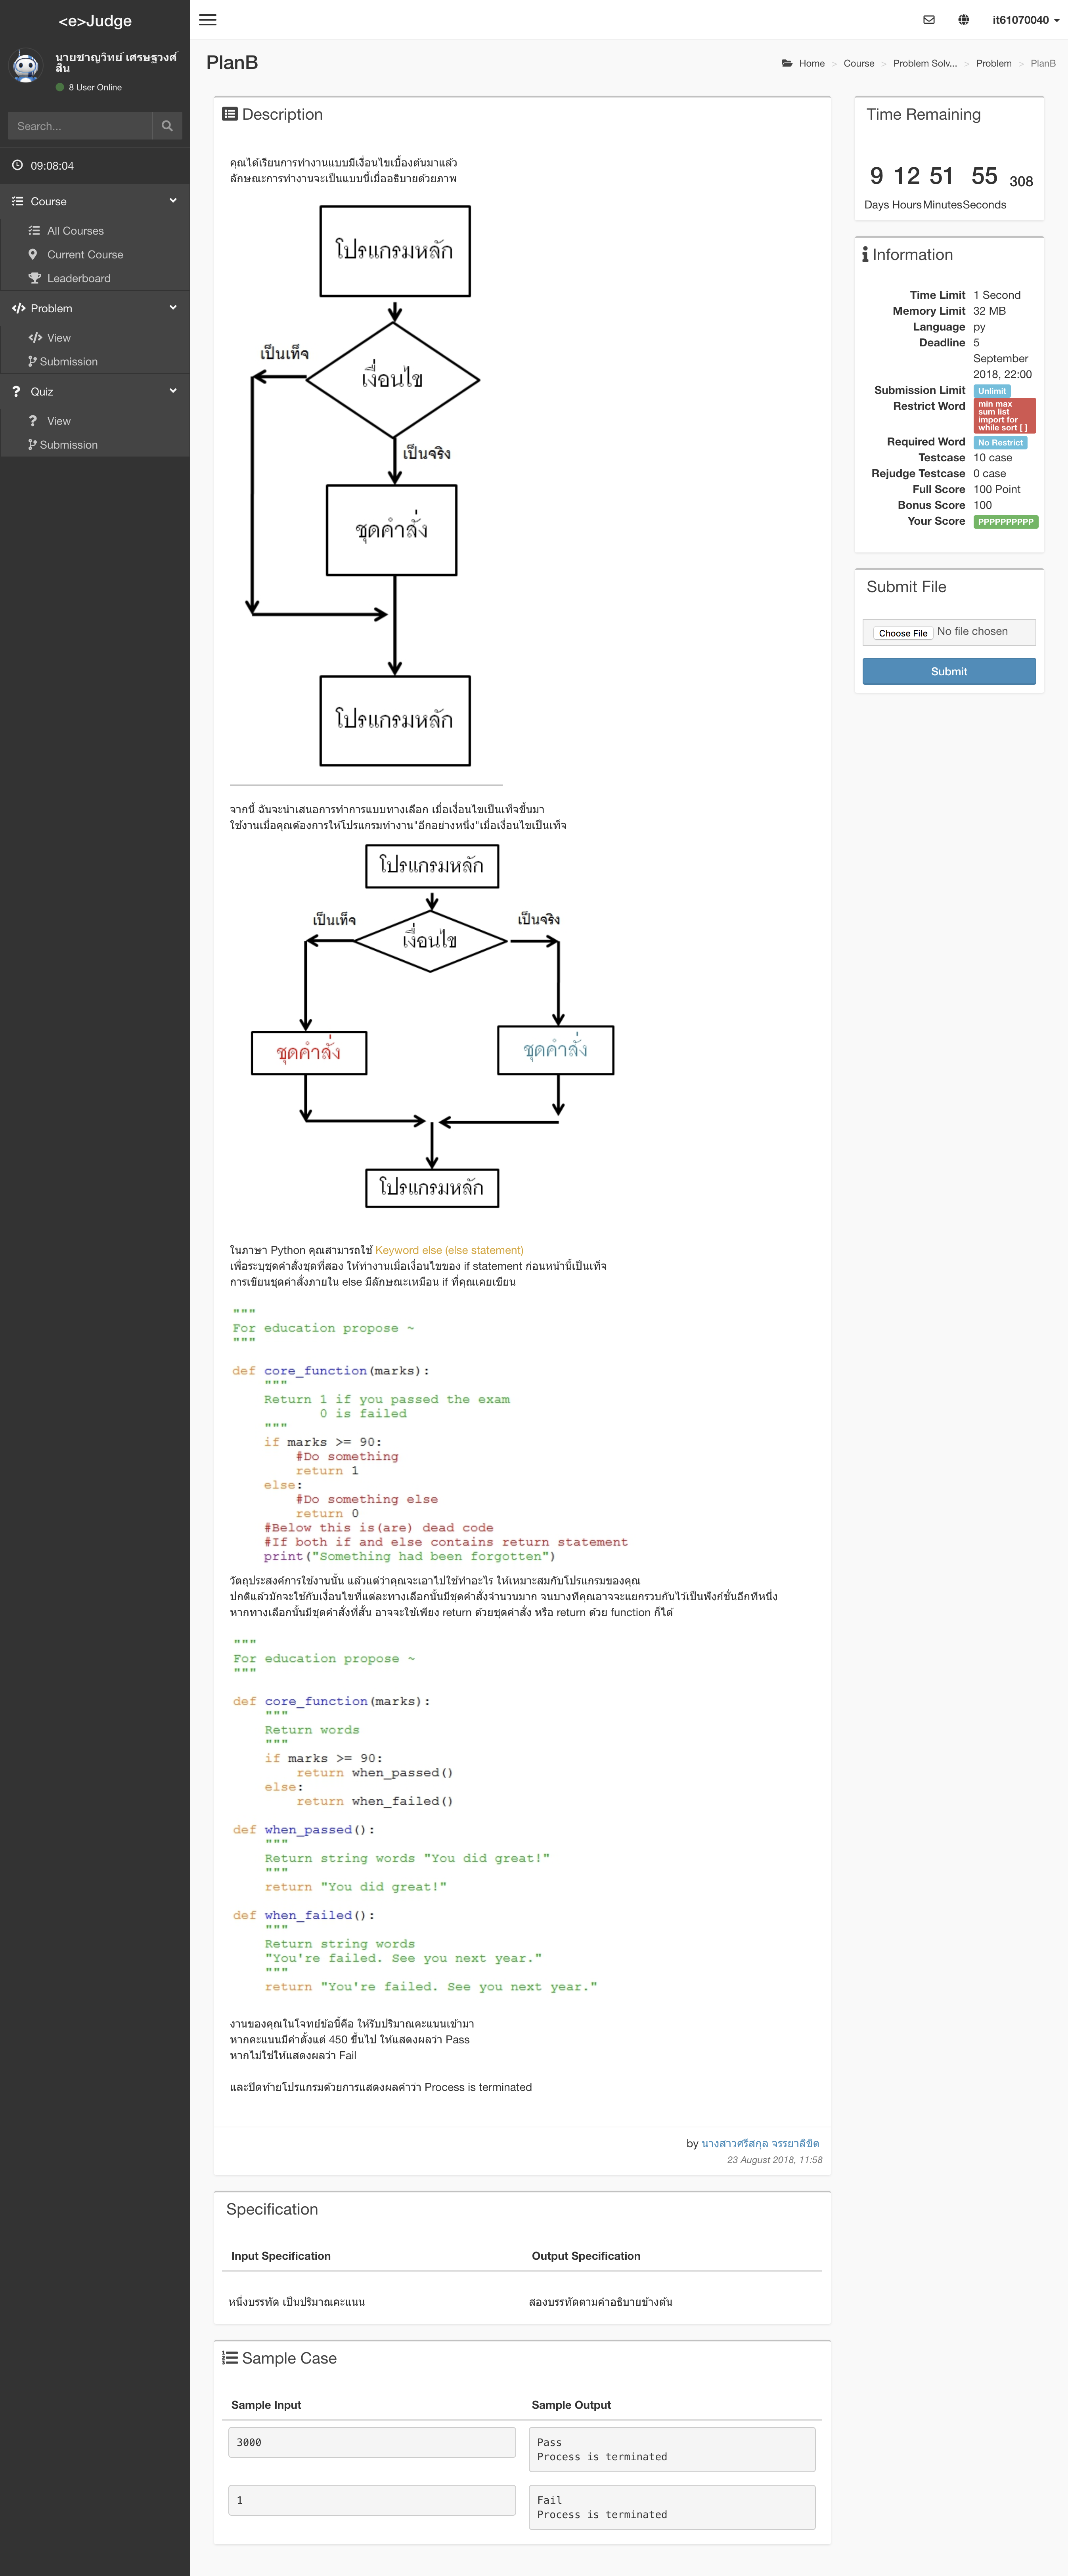 <e>Judge
นายชาญวิทย์ เศรษฐวงศ์
สิน
8 User Online
Search...
09:08:04
Course
All Courses
Current Course
Leaderboard
Problem
View
Submission
Quiz
View
Submission
it61070040
PlanB
Home > Course > Problem Solv... > Problem > PlanB
Description
คุณได้เรียนการทำงานแบบมีเงื่อนไขเบื้องต้นมาแล้ว
ลักษณะการทำงานจะเป็นแบบนี้เมื่ออธิบายด้วยภาพ
โปรแกรมหลัก
เป็นเท็จ
เงื่อนไข
เป็นจริง
ชุดคำสั่ง
โปรแกรมหลัก
จากนี้ ฉันจะนำเสนอการทำการแบบทางเลือก เมื่อเงื่อนไขเป็นเท็จขึ้นมา
ใช้งานเมื่อคุณต้องการให้โปรแกรมทำงาน"อีกอย่างหนึ่ง"เมื่อเงื่อนไขเป็นเท็จ
โปรแกรมหลัก
เป็นเท็จ
เงื่อนไข
เป็นจริง
ชุดคำสั่ง
ชุดคำสั่ง
โปรแกรมหลัก
ในภาษา Python คุณสามารถใช้ Keyword else (else statement)
เพื่อระบุชุดคำสั่งชุดที่สอง ให้ทำงานเมื่อเงื่อนไขของ if statement ก่อนหน้านี้เป็นเท็จ
การเขียนชุดคำสั่งภายใน else มีลักษณะเหมือน if ที่คุณเคยเขียน
"""
For education propose ~
"""
def core_function(marks):
"""
Return 1 if you passed the exam
0 is failed
"""
if marks >= 90:
#Do something
return 1
else:
#Do something else
return 0
#Below this is(are) dead code
#If both if and else contains return statement
print("Something had been forgotten")
วัตถุประสงค์การใช้งานนั้น แล้วแต่ว่าคุณจะเอาไปใช้ทำอะไร ให้เหมาะสมกับโปรแกรมของคุณ
ปกติแล้วมักจะใช้กับเงื่อนไขที่แต่ละทางเลือกนั้นมีชุดคำสั่งจำนวนมาก จนบางทีคุณอาจจะแยกรวบกันไว้เป็นฟังก์ชั่นอีกทีหนึ่ง
หากทางเลือกนั้นมีชุดคำสั่งที่สั้น อาจจะใช้เพียง return ด้วยชุดคำสั่ง หรือ return ด้วย function ก็ได้
"""
For education propose ~
"""
def core_function(marks):
"""
Return words
"""
if marks >= 90:
return when_passed()
else:
return when_failed()
def when_passed():
"""
Return string words "You did great!"
"""
return "You did great!"
def when_failed():
"""
Return string words
"You're failed. See you next year."
"""
return "You're failed. See you next year."
งานของคุณในโจทย์ข้อนี้คือ ให้รับปริมาณคะแนนเข้ามา
หากคะแนนมีค่าตั้งแต่ 450 ขึ้นไป ให้แสดงผลว่า Pass
หากไม่ใช่ให้แสดงผลว่า Fail
และปิดท้ายโปรแกรมด้วยการแสดงผลคำว่า Process is terminated
by นางสาวศรีสกุล จรรยาลิขิต
23 August 2018, 11:58
Specification
Input Specification
Output Specification
หนึ่งบรรทัด เป็นปริมาณคะแนน
สองบรรทัดตามคำอธิบายข้างต้น
Sample Case
Sample Input
Sample Output
3000
Pass
Process is terminated
1
Fail
Process is terminated
Time Remaining
9 12 51 55 308
Days Hours Minutes Seconds
Information
Time Limit 1 Second
Memory Limit 32 MB
Language py
Deadline 5
September
2018, 22:00
Submission Limit Unlimit
Restrict Word min max
sum list
import for
while sort [ ]
Required Word No Restrict
Testcase 10 case
Rejudge Testcase 0 case
Full Score 100 Point
Bonus Score 100
Your Score PPPPPPPPPP
Submit File
Choose File No file chosen
Submit